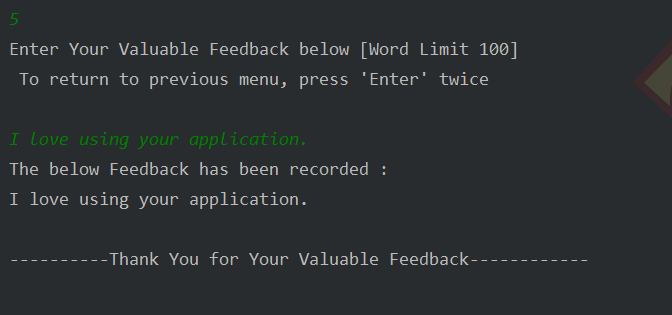 5
Enter Your Valuable Feedback below [Word Limit 100]
To return to previous menu, press 'Enter' twice
I love using your application.
The below Feedback has been recorded :
I love using your application.
----------Thank You for Your Valuable Feedback------------